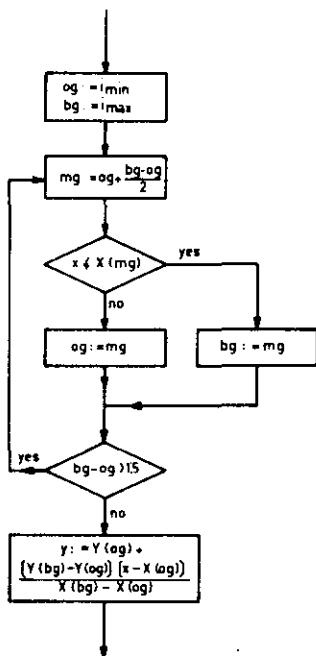 og : = imin
bg : = imax
mg = og+ bg-og
2
x ≮ X (mg)
yes
no
og : = mg
bg : = mg
yes
bg - og > 1.5
no
y : = Y (og) +
(Y (bg) - Y (og)) (x - X (og))
X (bg) - X (og)